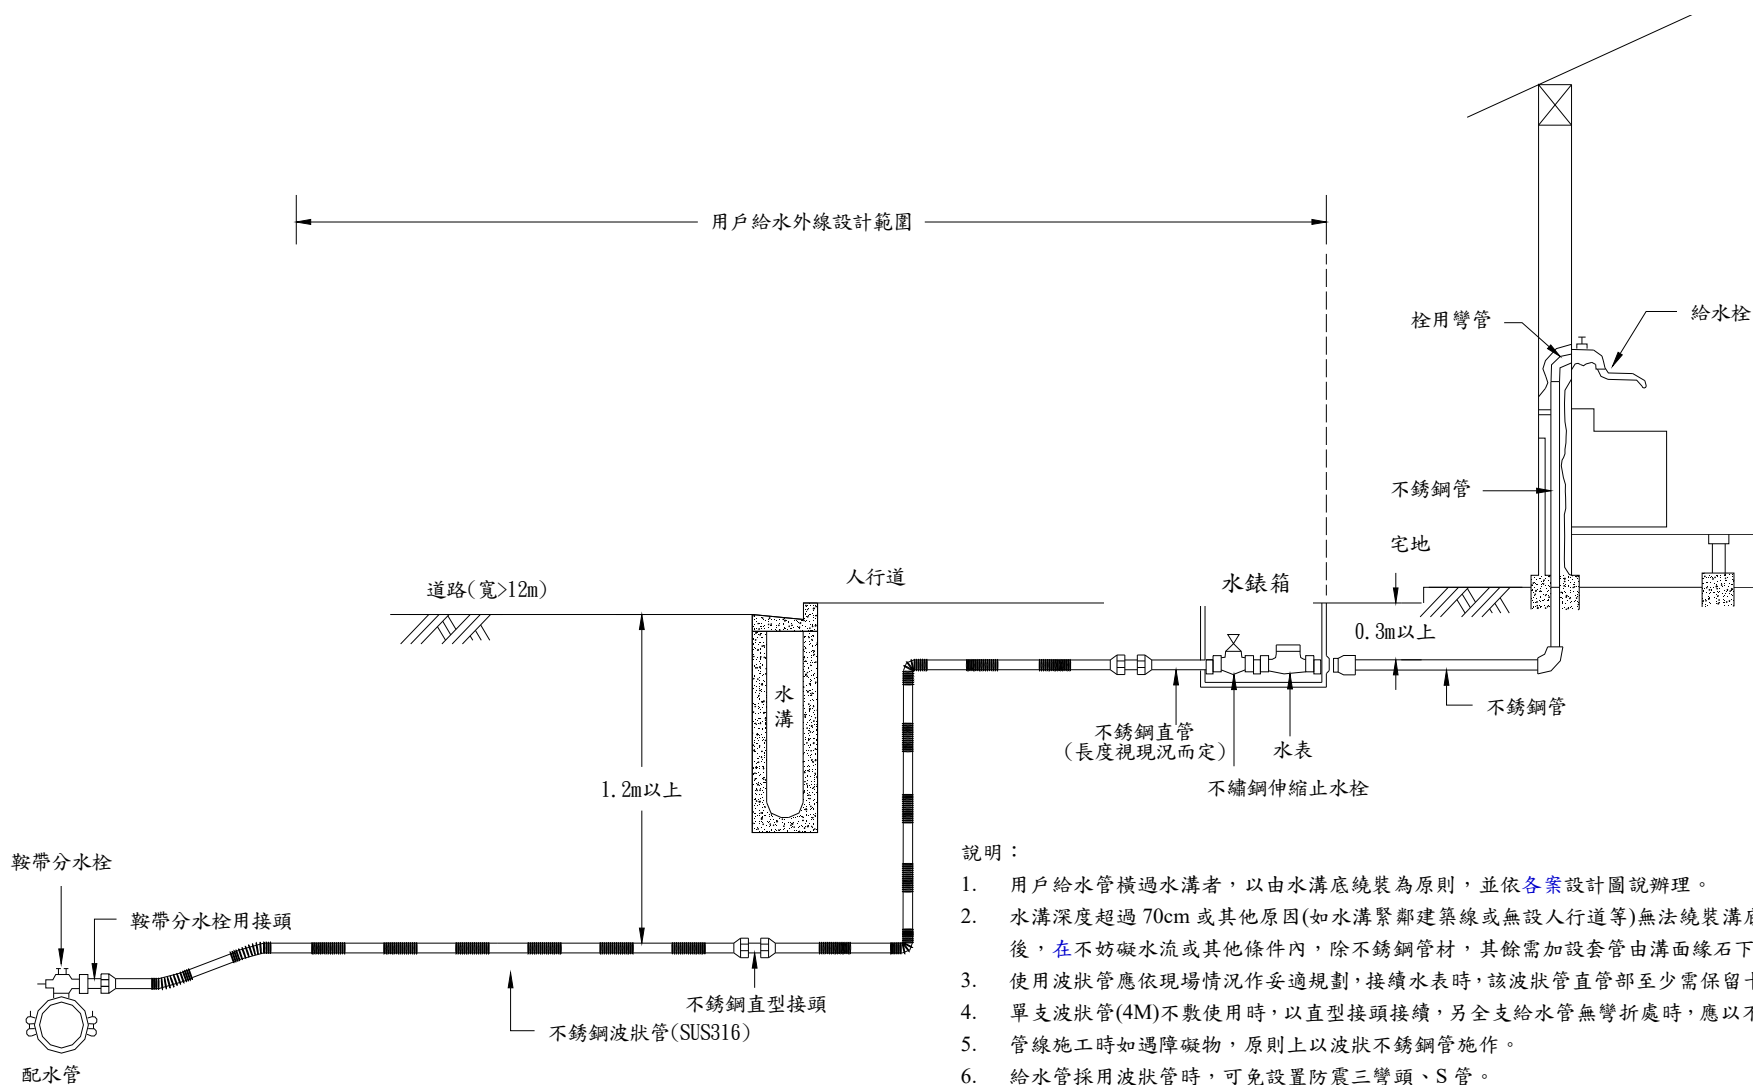 用戶給水外線設計範圍
栓用彎管
給水栓
不銹鋼管
宅地
道路(寬>12m)
人行道
水錶箱
0.3m以上
水溝
不銹鋼管
不銹鋼直管
(長度視現況而定)
水表
不繡鋼伸縮止水栓
1.2m以上
鞍帶分水栓
鞍帶分水栓用接頭
不銹鋼直型接頭
不銹鋼波狀管(SUS316)
配水管
說明：
1. 用戶給水管橫過水溝者，以由水溝底繞裝為原則，並依各案設計圖說辦理。
2. 水溝深度超過 70cm 或其他原因(如水溝緊鄰建築線或無設人行道等)無法繞裝溝
後，在不妨礙水流或其他條件內，除不銹鋼管材，其餘需加設套管由溝面緣石下
3. 使用波狀管應依現場情況作妥適規劃，接續水表時，該波狀管直管部至少需保留
4. 單支波狀管(4M)不敷使用時，以直型接頭接續，另全支給水管無彎折處時，應以不
5. 管線施工時如遇障礙物，原則上以波狀不銹鋼管施作。
6. 給水管採用波狀管時，可免設置防震三彎頭、S 管。